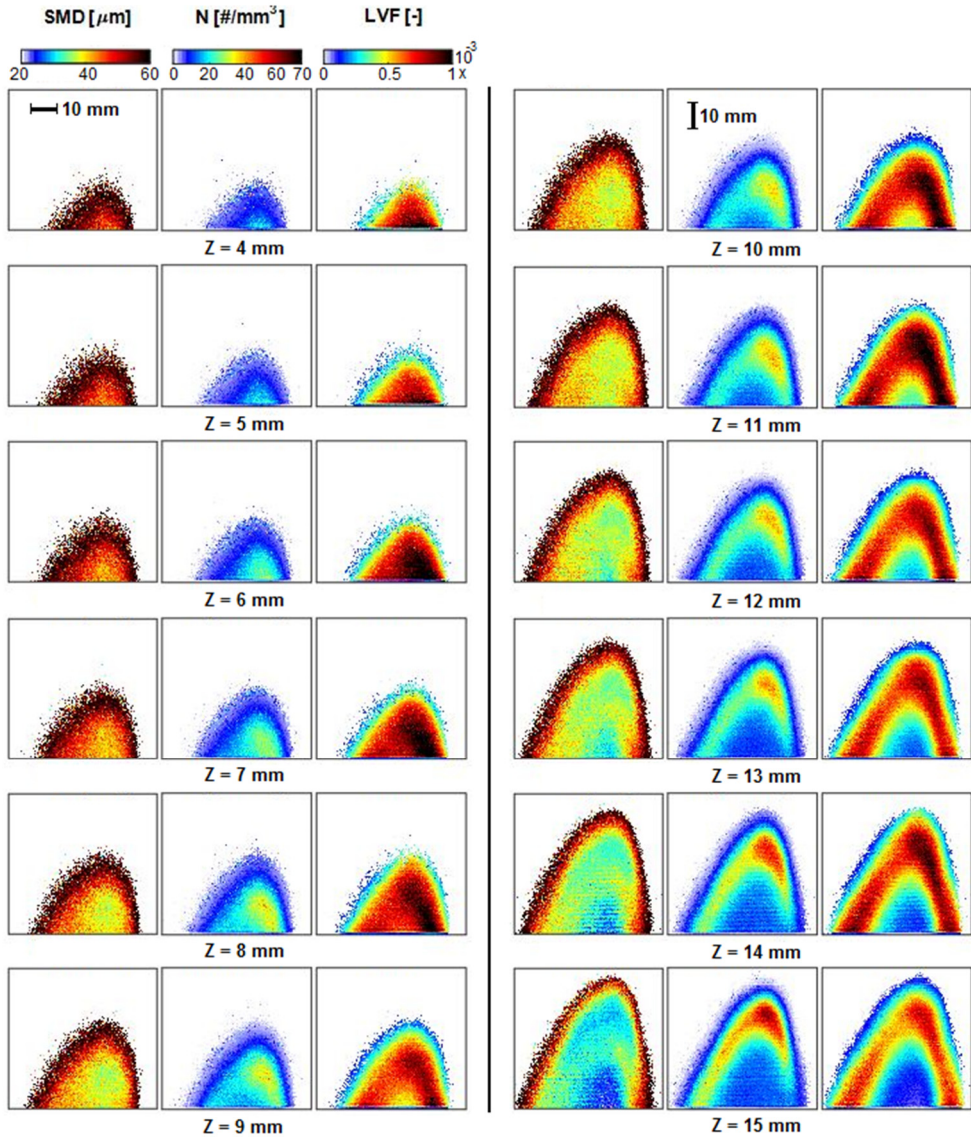 SMD [μm] N [#/mm³] LVF [-]
20 40 60 0 20 40 60 70 0 0.5 1 x 10⁻³
10 mm
10 mm
Z = 4 mm
Z = 10 mm
Z = 5 mm
Z = 11 mm
Z = 6 mm
Z = 12 mm
Z = 7 mm
Z = 13 mm
Z = 8 mm
Z = 14 mm
Z = 9 mm
Z = 15 mm